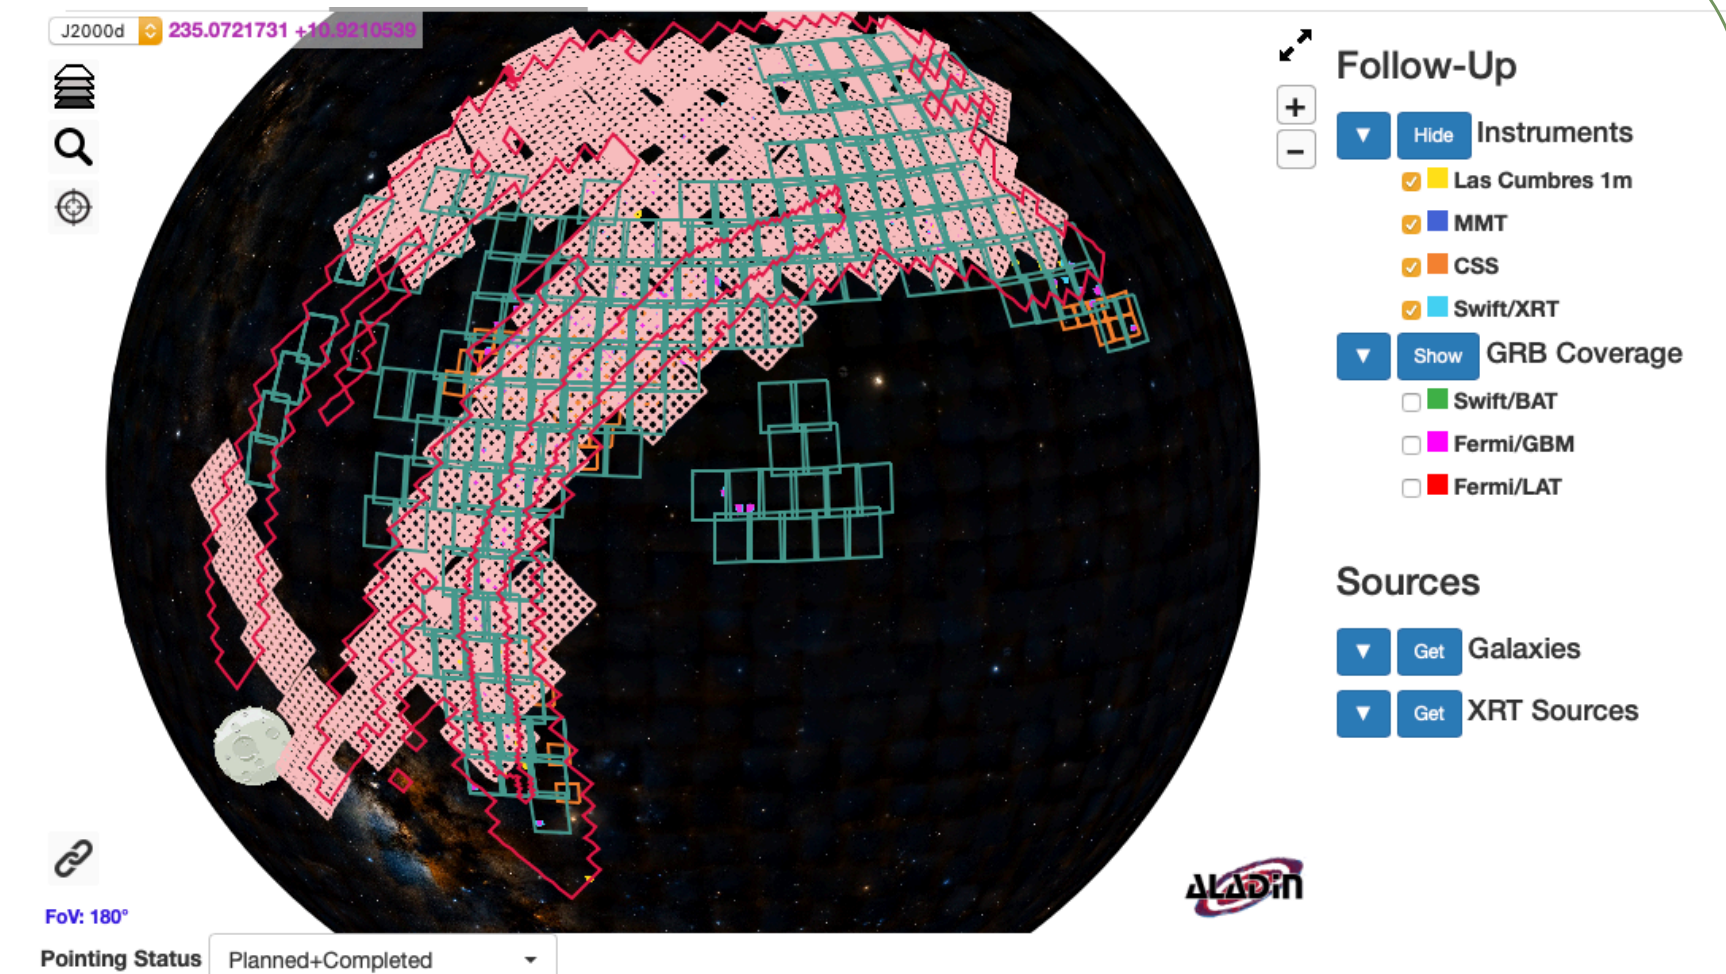 J2000d 235.0721731 +10.9210539
+
−
FoV: 180°
ALADIN
Pointing Status Planned+Completed
Follow-Up
▼ Hide Instruments
Las Cumbres 1m
MMT
CSS
Swift/XRT
▼ Show GRB Coverage
Swift/BAT
Fermi/GBM
Fermi/LAT
Sources
▼ Get Galaxies
▼ Get XRT Sources